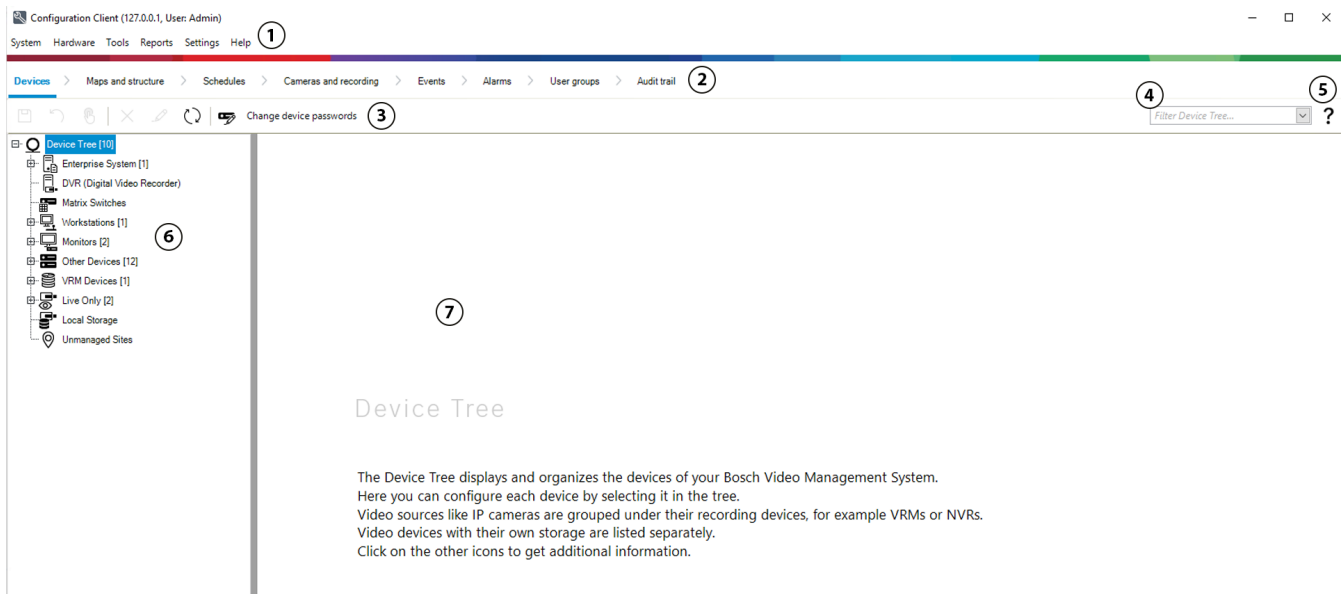 Configuration Client (127.0.0.1, User: Admin)
System Hardware Tools Reports Settings Help 1
Devices > Maps and structure > Schedules > Cameras and recording > Events > Alarms > User groups > Audit trail 2
Change device passwords 3
4
Filter Device Tree...
5
?
Device Tree [10]
Enterprise System [1]
DVR (Digital Video Recorder)
Matrix Switches
Workstations [1]
Monitors [2]
6
Other Devices [12]
VRM Devices [1]
Live Only [2]
Local Storage
Unmanaged Sites
7
Device Tree
The Device Tree displays and organizes the devices of your Bosch Video Management System.
Here you can configure each device by selecting it in the tree.
Video sources like IP cameras are grouped under their recording devices, for example VRMs or NVRs.
Video devices with their own storage are listed separately.
Click on the other icons to get additional information.